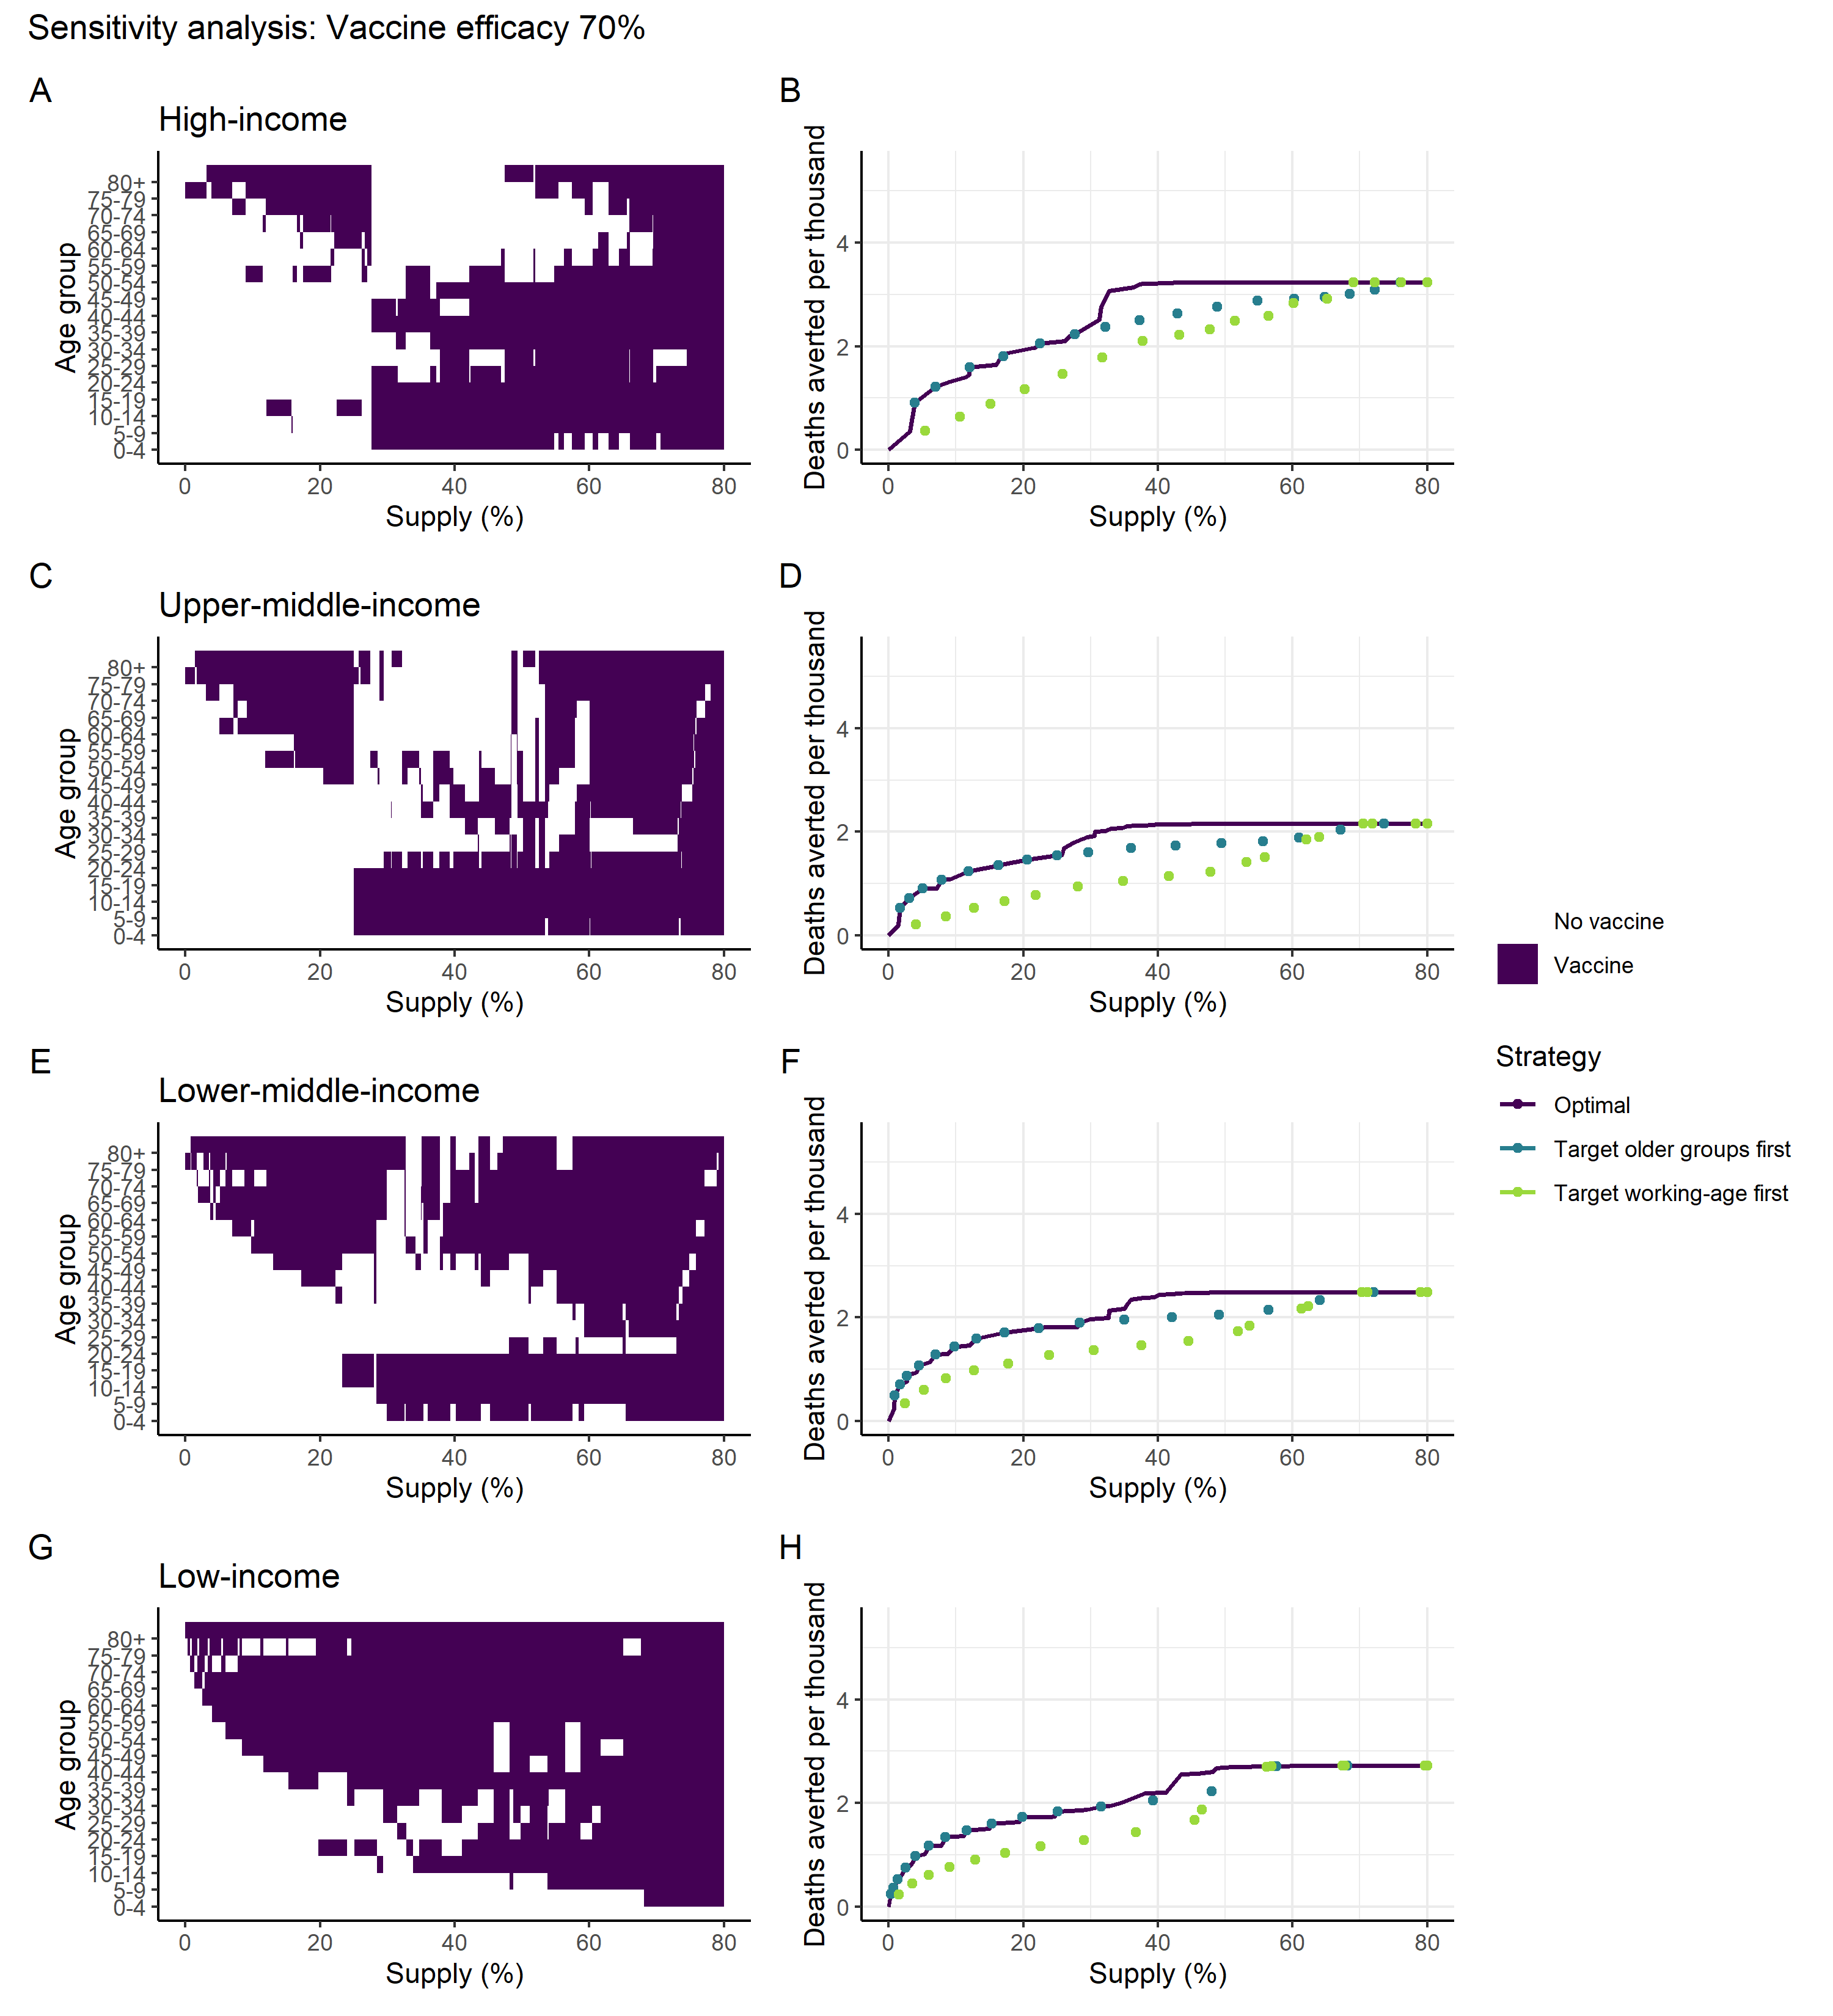 Sensitivity analysis: Vaccine efficacy 70%
A
High-income
Age group
80+
75-79
70-74
65-69
60-64
55-59
50-54
45-49
40-44
35-39
30-34
25-29
20-24
15-19
10-14
5-9
0-4
0 20 40 60 80
Supply (%)
B
Deaths averted per thousand
4
2
0
0 20 40 60 80
Supply (%)
C
Upper-middle-income
Age group
80+
75-79
70-74
65-69
60-64
55-59
50-54
45-49
40-44
35-39
30-34
25-29
20-24
15-19
10-14
5-9
0-4
0 20 40 60 80
Supply (%)
D
Deaths averted per thousand
4
2
0
0 20 40 60 80
Supply (%)
E
Lower-middle-income
Age group
80+
75-79
70-74
65-69
60-64
55-59
50-54
45-49
40-44
35-39
30-34
25-29
20-24
15-19
10-14
5-9
0-4
0 20 40 60 80
Supply (%)
F
Deaths averted per thousand
4
2
0
0 20 40 60 80
Supply (%)
G
Low-income
Age group
80+
75-79
70-74
65-69
60-64
55-59
50-54
45-49
40-44
35-39
30-34
25-29
20-24
15-19
10-14
5-9
0-4
0 20 40 60 80
Supply (%)
H
Deaths averted per thousand
4
2
0
0 20 40 60 80
Supply (%)
No vaccine
Vaccine
Strategy
Optimal
Target older groups first
Target working-age first